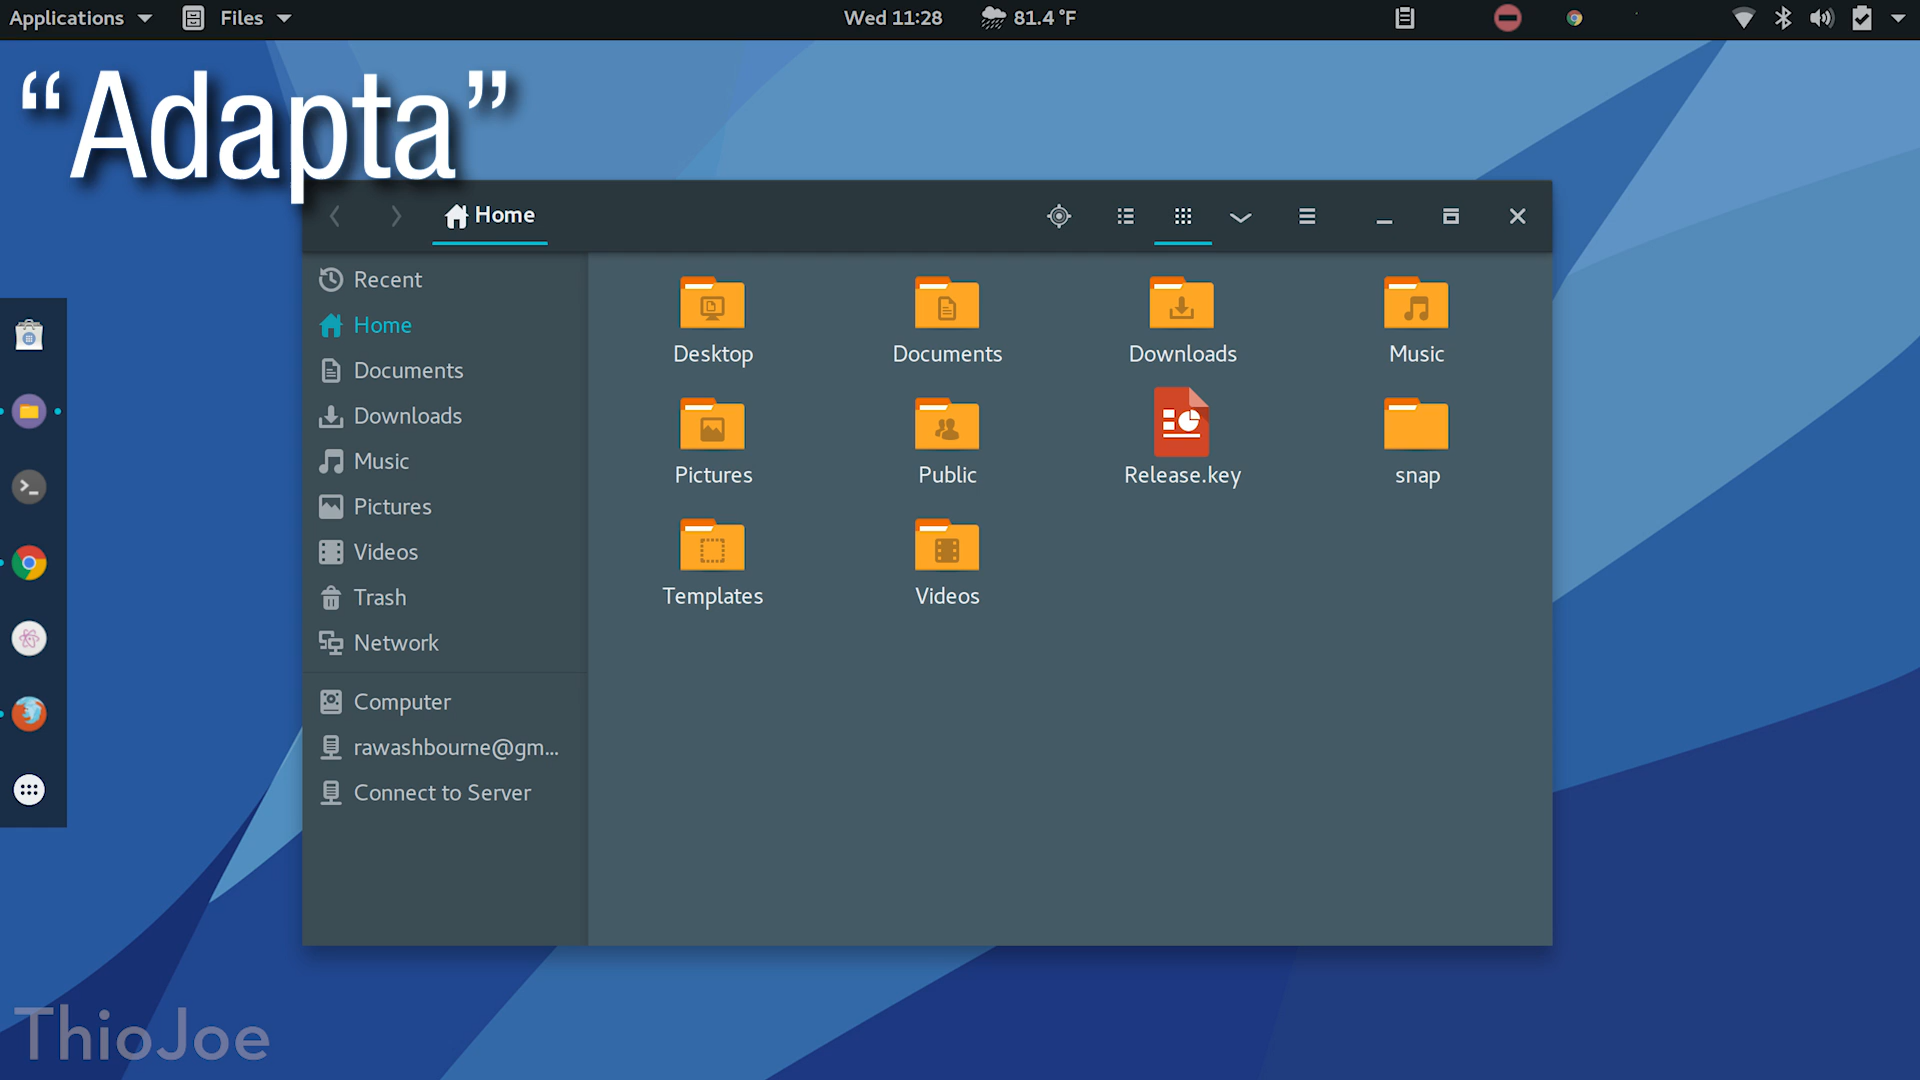 Applications
Files
Wed 11:28
81.4 °F
“Adapta”
Home
Recent
Home
Documents
Downloads
Music
Pictures
Videos
Trash
Network
Computer
rawashbourne@gm...
Connect to Server
Desktop
Documents
Downloads
Music
Pictures
Public
Release.key
snap
Templates
Videos
ThioJoe